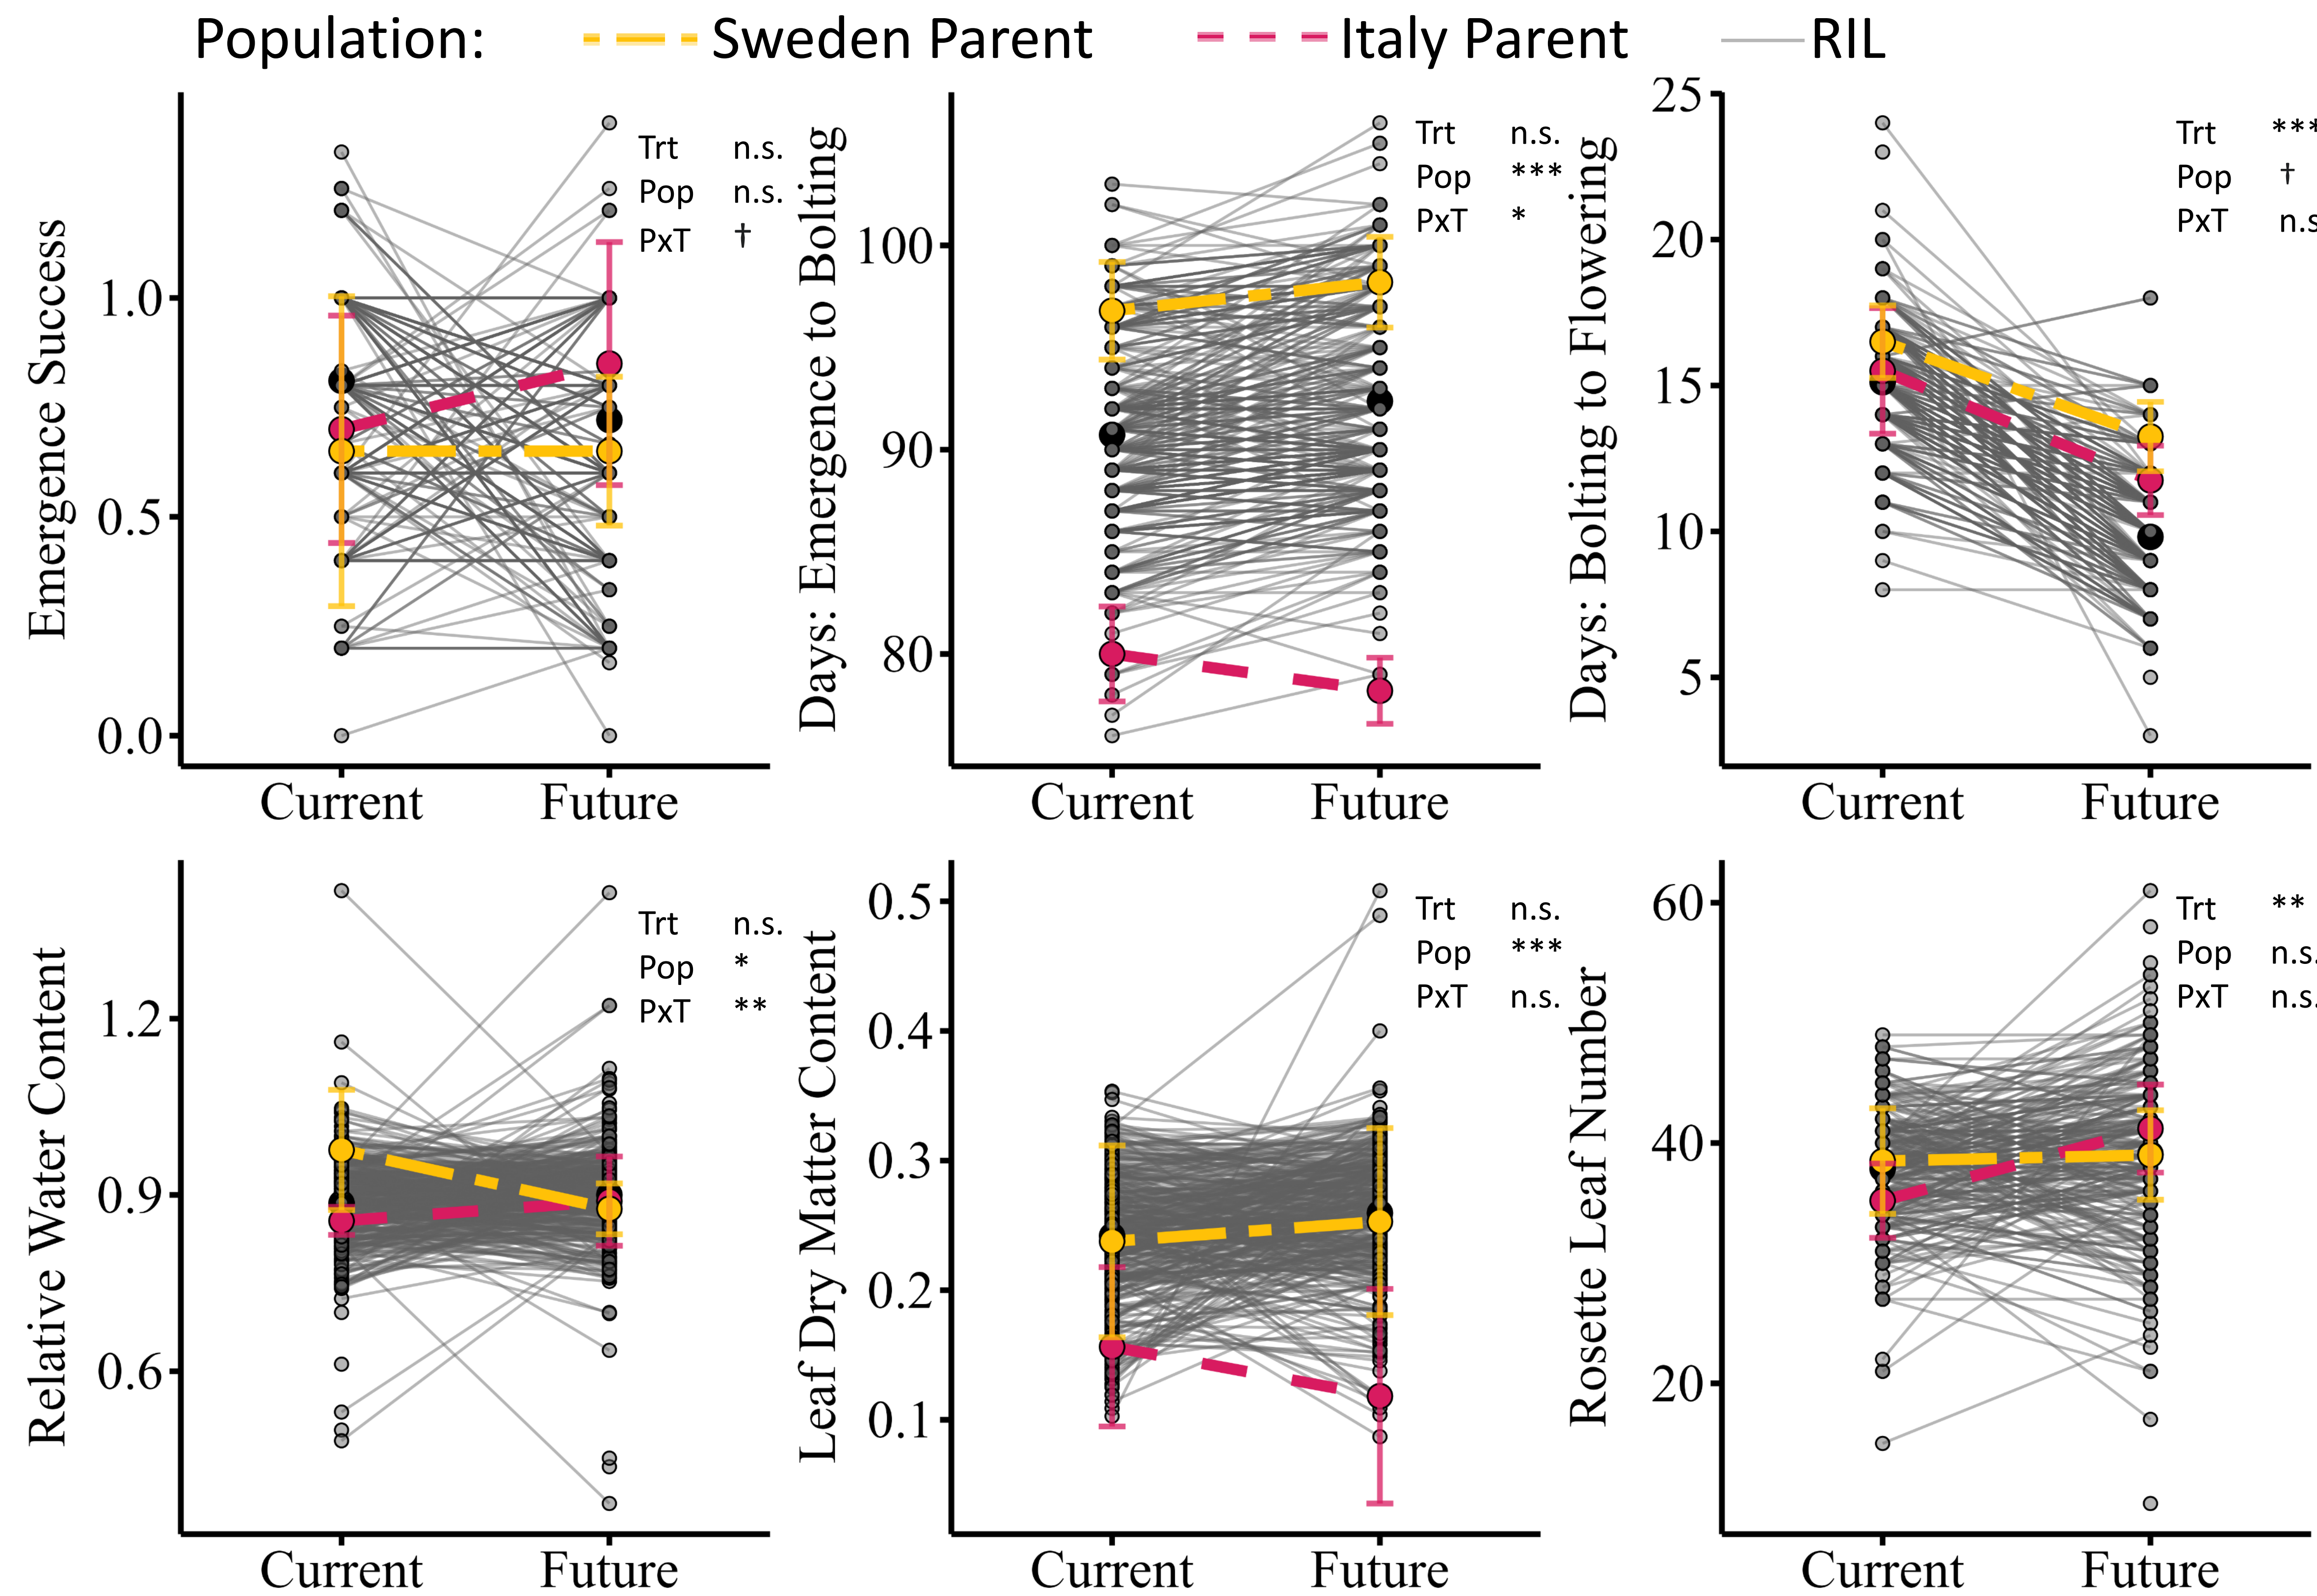 Population: Sweden Parent Italy Parent RIL
Emergence Success
1.0
0.5
0.0
Current Future
Trt n.s.
Pop n.s.
PxT †
Days: Emergence to Bolting
100
90
80
Current Future
Trt n.s.
Pop ***
PxT *
Days: Bolting to Flowering
25
20
15
10
5
Current Future
Trt ***
Pop †
PxT n.s
Relative Water Content
1.2
0.9
0.6
Current Future
Trt n.s.
Pop *
PxT **
Leaf Dry Matter Content
0.5
0.4
0.3
0.2
0.1
Current Future
Trt n.s.
Pop ***
PxT n.s.
Rosette Leaf Number
60
40
20
Current Future
Trt **
Pop n.s.
PxT n.s.